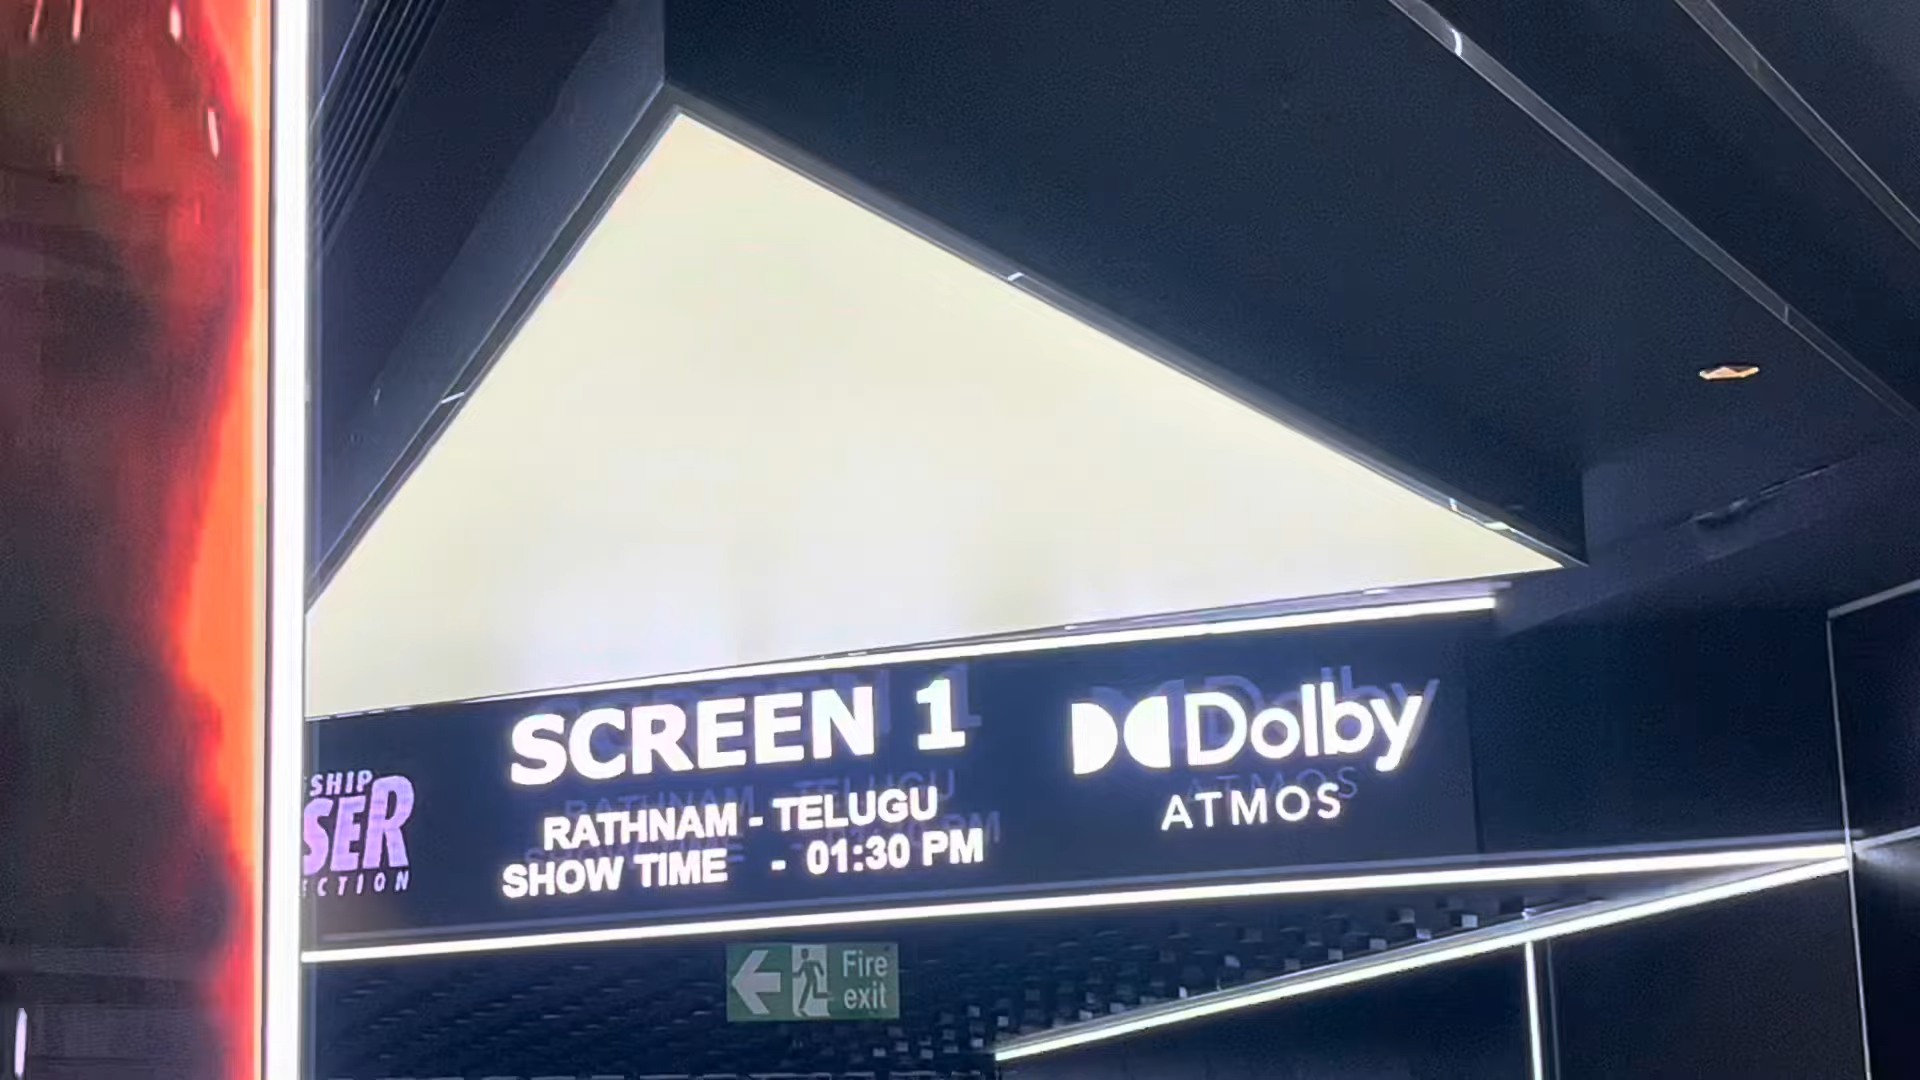 SHIP
SER
ECTION
SCREEN 1
RATHNAM - TELUGU
SHOW TIME - 01:30 PM
Dolby
ATMOS
Fire
exit